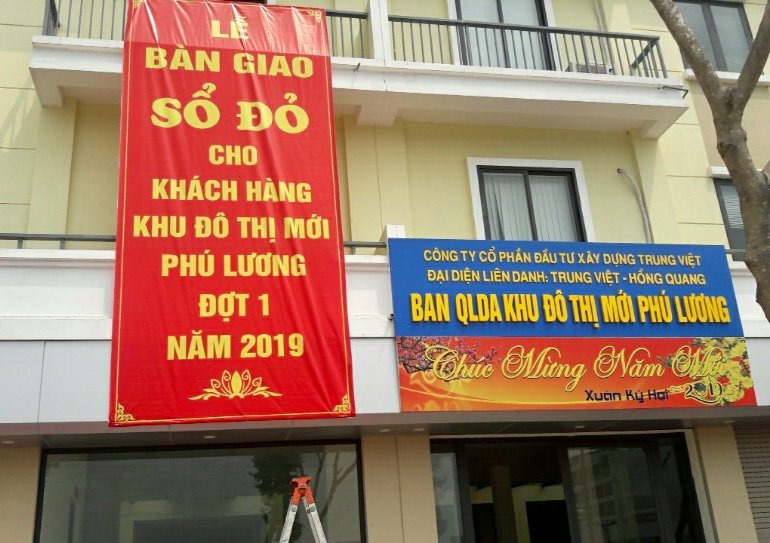 LỄ
BÀN GIAO
SỔ ĐỎ
CHO
KHÁCH HÀNG
KHU ĐÔ THỊ MỚI
PHÚ LƯƠNG
ĐỢT 1
NĂM 2019
CÔNG TY CỔ PHẦN ĐẦU TƯ XÂY DỰNG TRUNG VIỆT
ĐẠI DIỆN LIÊN DANH: TRUNG VIỆT - HỒNG QUANG
BAN QLDA KHU ĐÔ THỊ MỚI PHÚ LƯƠNG
Chúc Mừng Năm Mới
Xuân Kỷ Hợi 2019